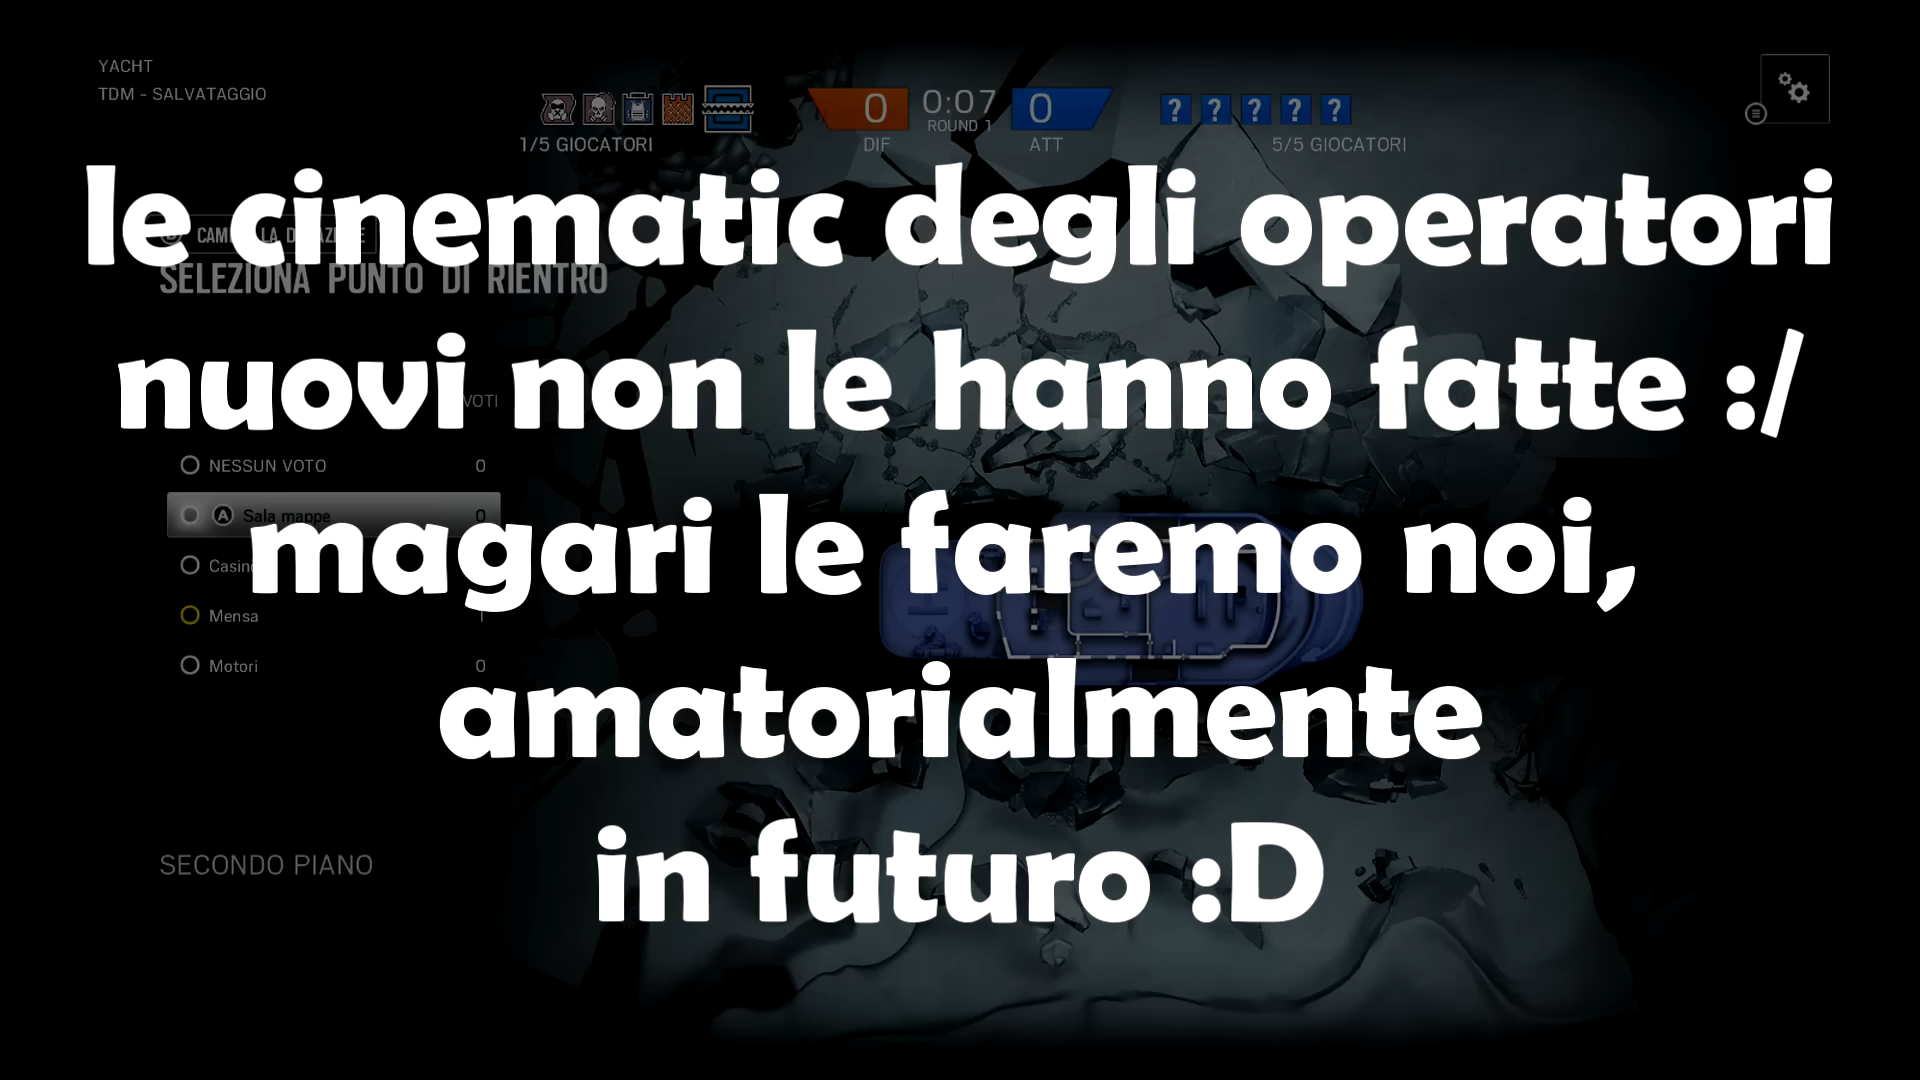 YACHT
TDM - SALVATAGGIO
0 0:07 0
ROUND 1
1/5 GIOCATORI DIF ATT ? ? ? ? ? 5/5 GIOCATORI
le cinematic degli operatori
SELEZIONA PUNTO DI RIENTRO
nuovi non le hanno fatte :/
VOTI
NESSUN VOTO 0
A Sala mappe 0
magari le faremo noi,
Mensa 1
Motori 0
amatorialmente
SECONDO PIANO
in futuro :D